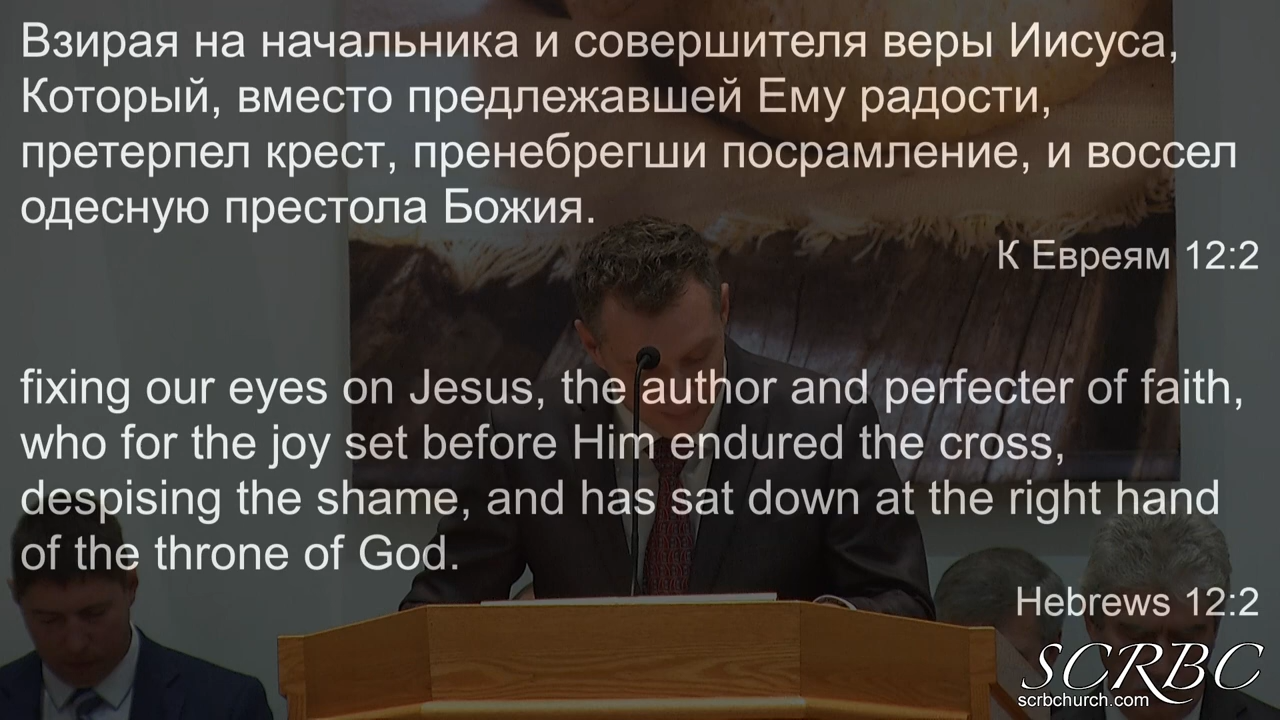 Взирая на начальника и совершителя веры Иисуса,
Который, вместо предлежавшей Ему радости,
претерпел крест, пренебрегши посрамление, и воссел
одесную престола Божия.
К Евреям 12:2
fixing our eyes on Jesus, the author and perfecter of faith,
who for the joy set before Him endured the cross,
despising the shame, and has sat down at the right hand
of the throne of God.
Hebrews 12:2
SCRBC
scrbchurch.com